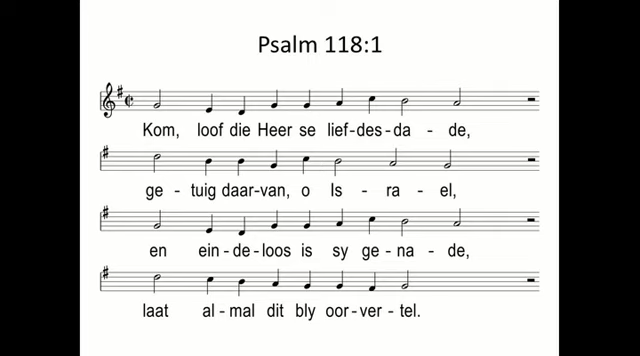 Psalm 118:1
Kom, loof die Heer se lief-des-da - de,
ge - tuig daar-van, o Is - ra - el,
en ein-de-loos is sy ge-na - de,
laat al-mal dit bly oor-ver-tel.